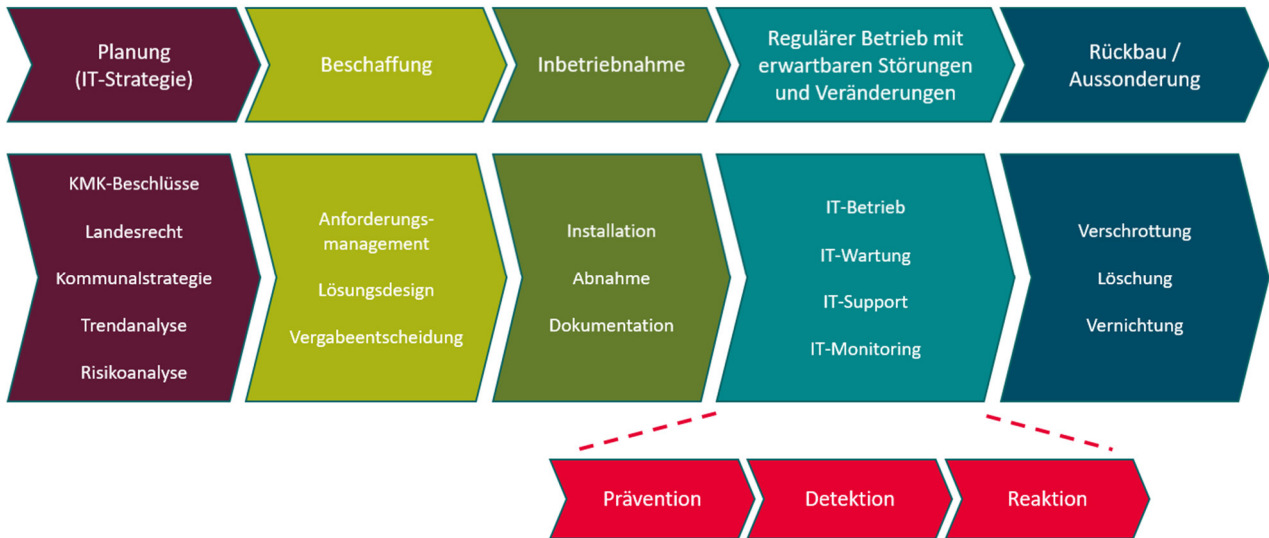 Planung
(IT-Strategie)
Beschaffung
Inbetriebnahme
Regulärer Betrieb mit
erwartbaren Störungen
und Veränderungen
Rückbau /
Aussonderung
KMK-Beschlüsse
Landesrecht
Kommunalstrategie
Trendanalyse
Risikoanalyse
Anforderungs-
management
Lösungsdesign
Vergabeentscheidung
Installation
Abnahme
Dokumentation
IT-Betrieb
IT-Wartung
IT-Support
IT-Monitoring
Verschrottung
Löschung
Vernichtung
Prävention
Detektion
Reaktion